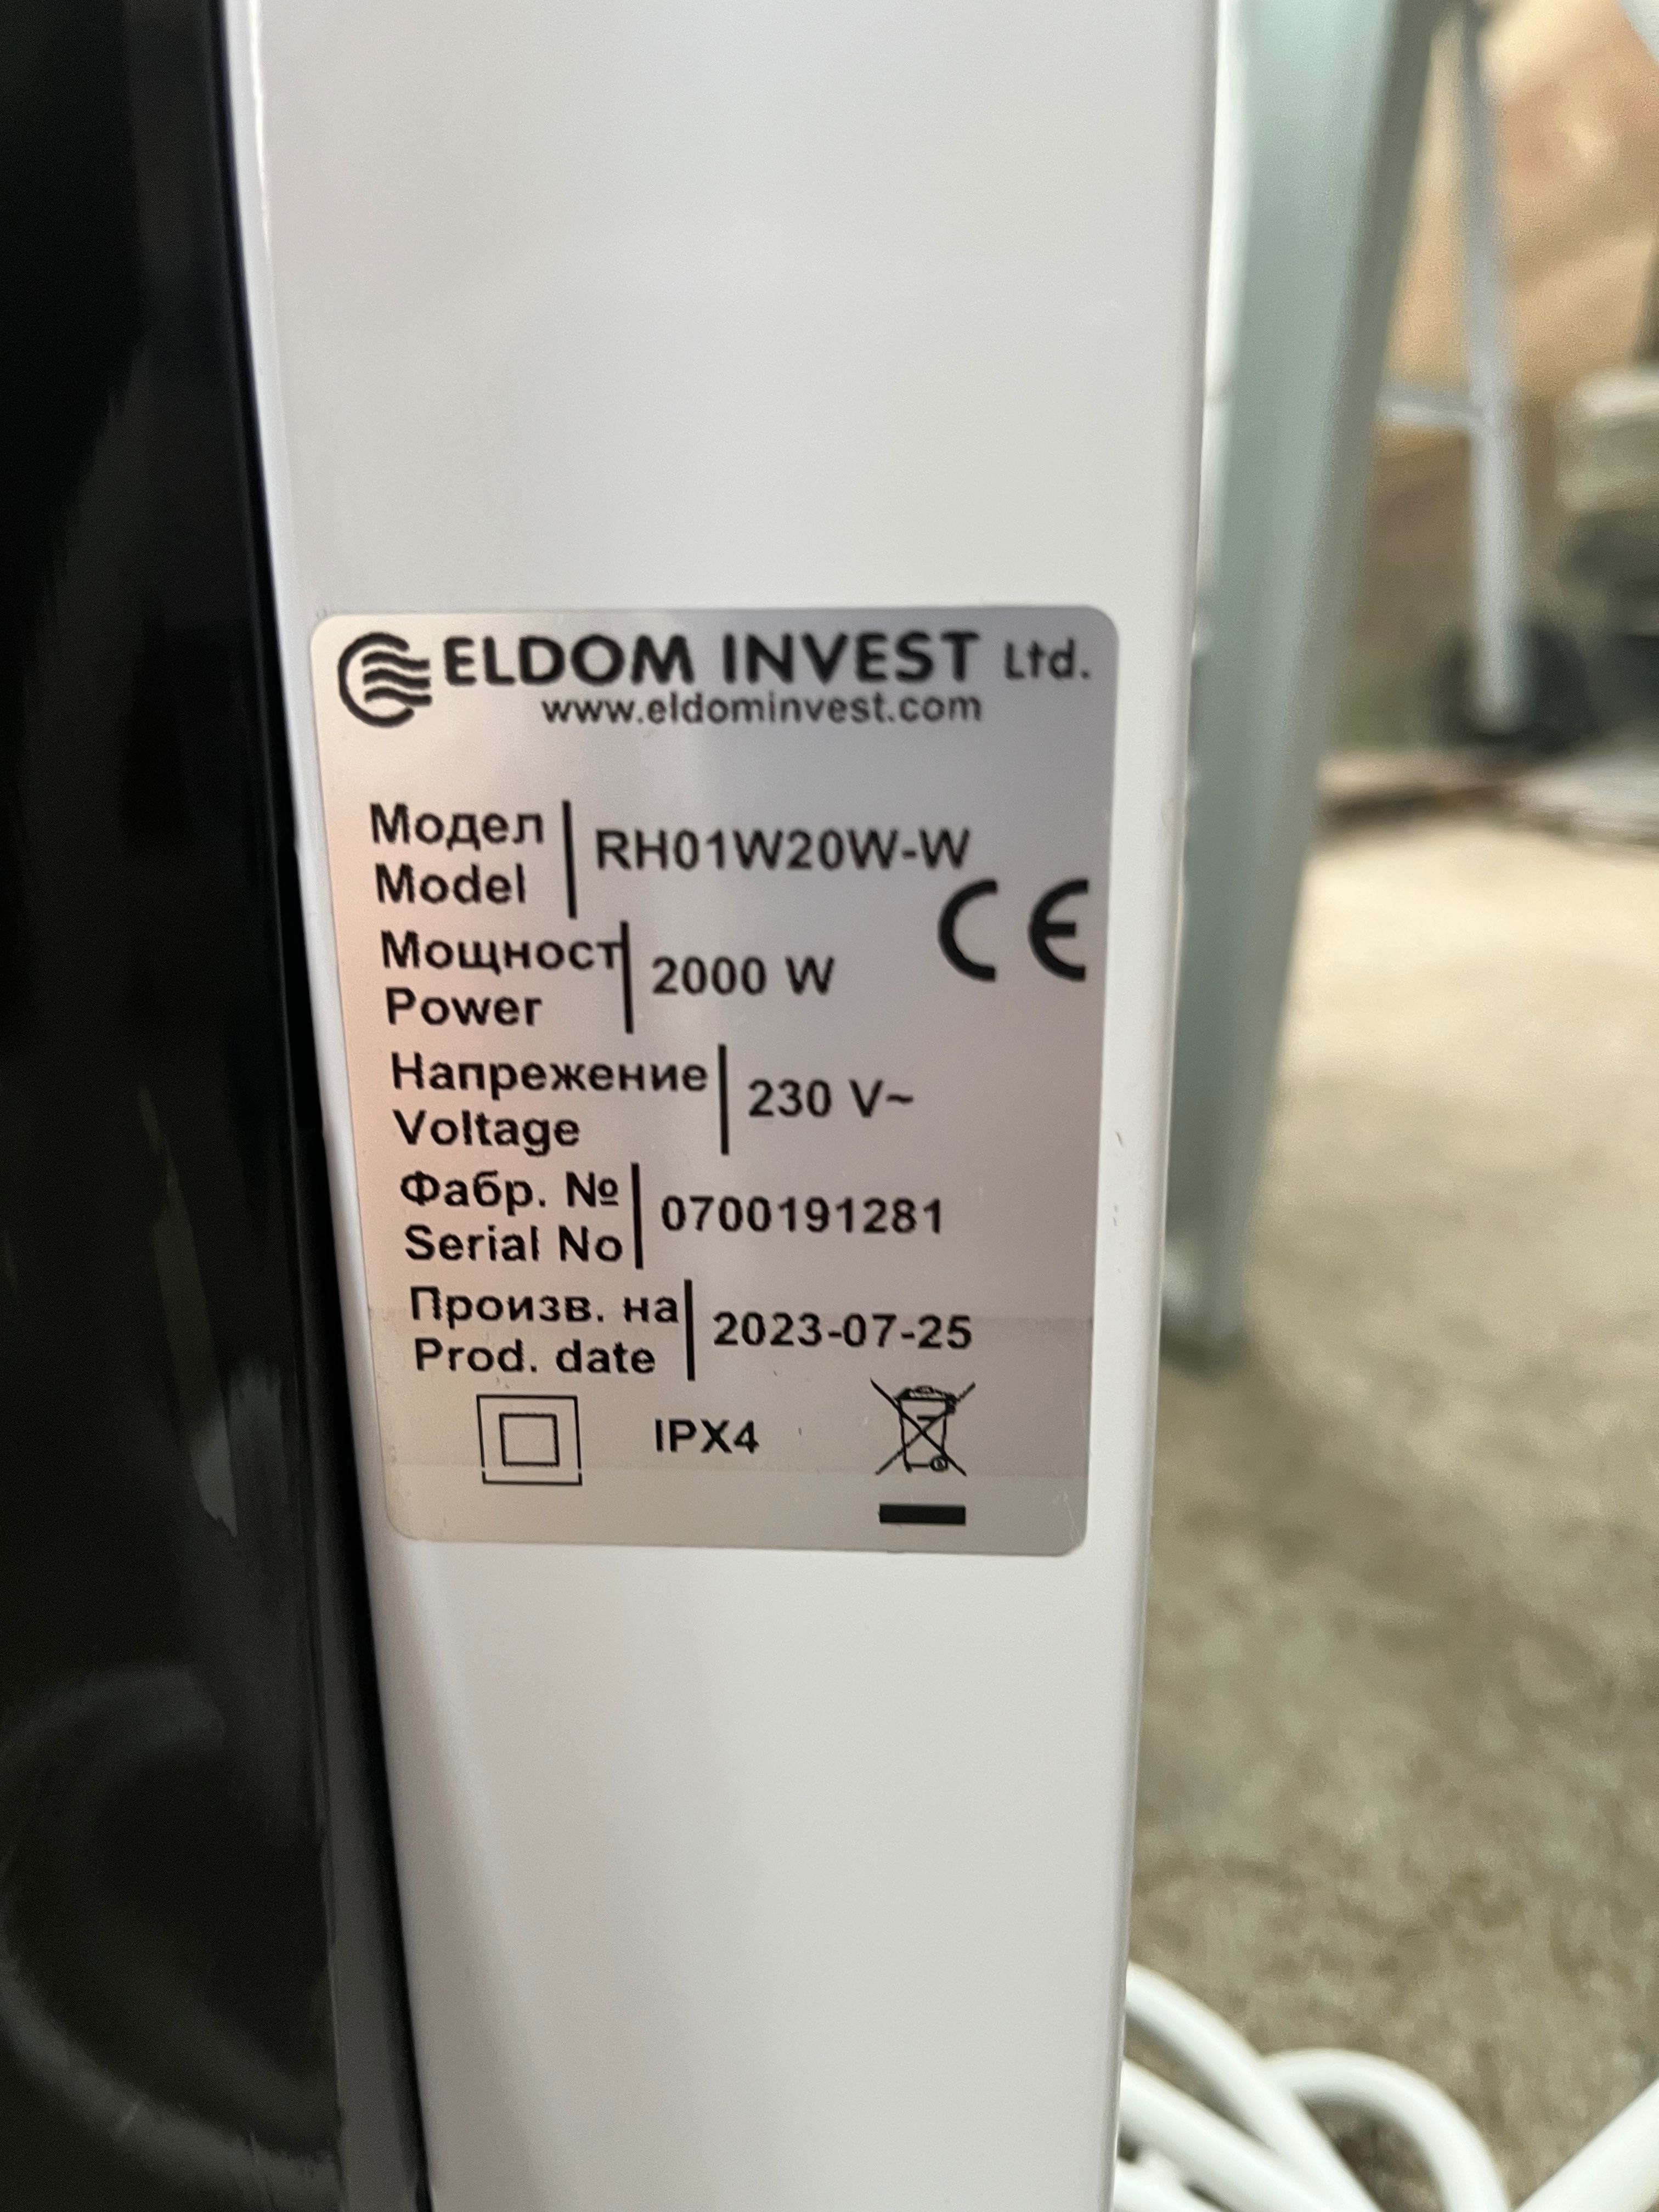 ELDOM INVEST Ltd.
www.eldominvest.com
Модел
Model
RH01W20W-W
CE
Мощност
Power
2000 W
Напрежение
Voltage
230 V~
Фабр. №
Serial No
0700191281
Произв. на
Prod. date
2023-07-25
IPX4